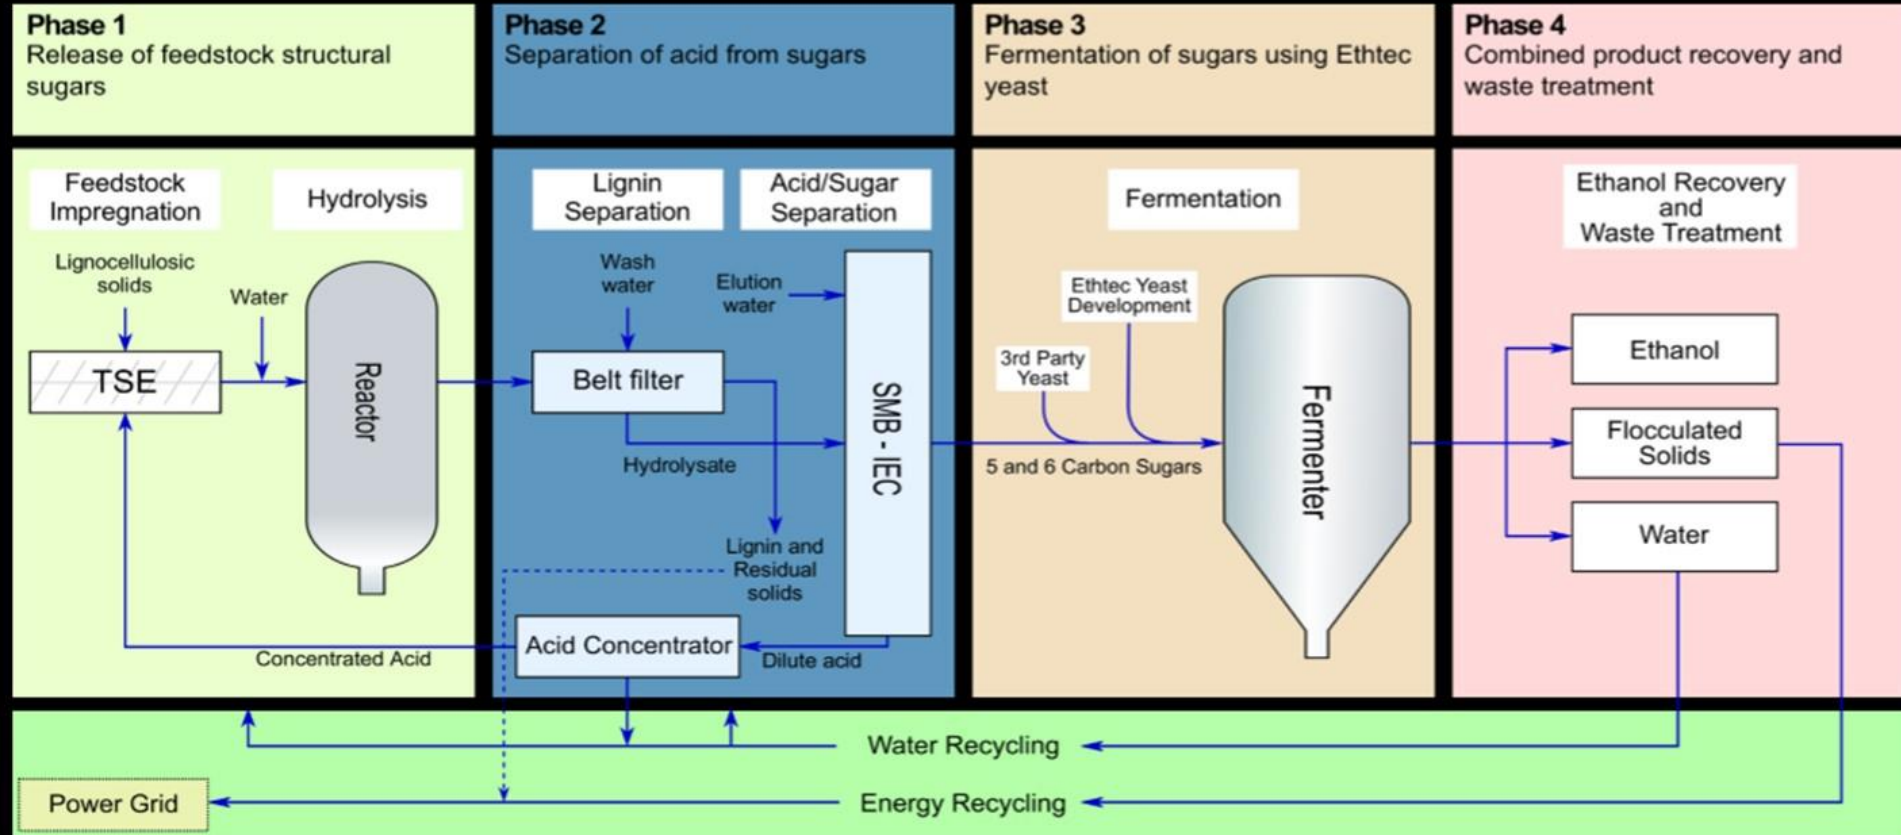 Phase 1
Release of feedstock structural
sugars
Phase 2
Separation of acid from sugars
Phase 3
Fermentation of sugars using Ethtec
yeast
Phase 4
Combined product recovery and
waste treatment
Feedstock
Impregnation
Hydrolysis
Lignocellulosic
solids
Water
TSE
Reactor
Concentrated Acid
Lignin
Separation
Acid/Sugar
Separation
Wash
water
Elution
water
Belt filter
Hydrolysate
SMB - IEC
Lignin and
Residual
solids
Acid Concentrator
Dilute acid
Fermentation
Ethtec Yeast
Development
3rd Party
Yeast
5 and 6 Carbon Sugars
Fermenter
Ethanol Recovery
and
Waste Treatment
Ethanol
Flocculated
Solids
Water
Water Recycling
Power Grid
Energy Recycling